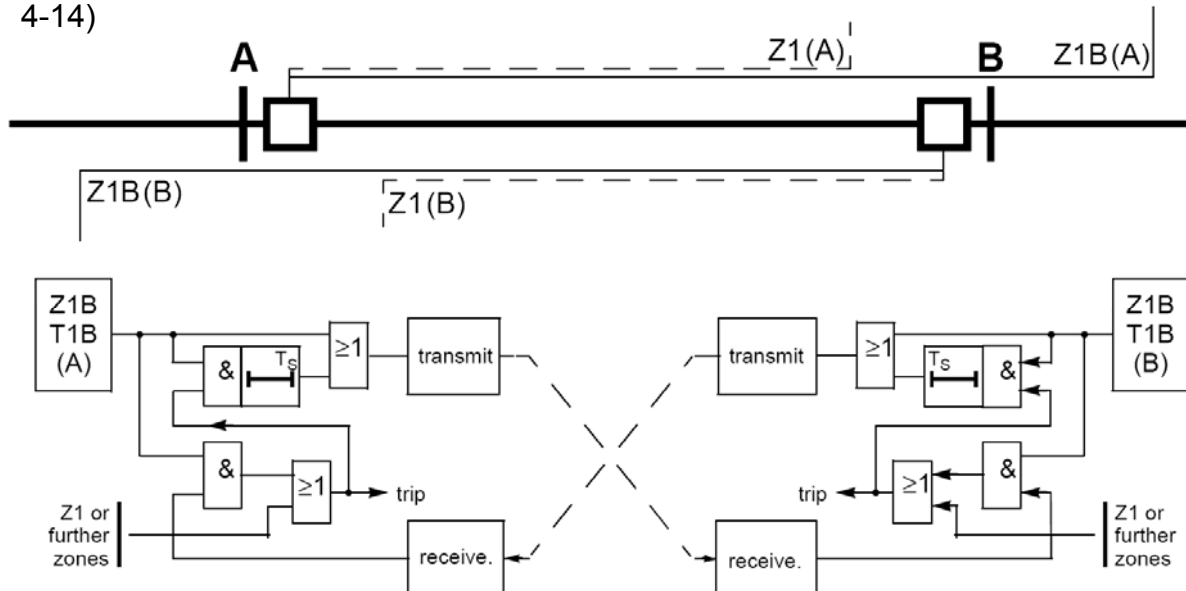 4-14)
A
Z1(A)
B
Z1B(A)
Z1B(B)
Z1(B)
Z1B
T1B
(A)
&
TS
≥1
transmit
transmit
≥1
TS
&
Z1B
T1B
(B)
&
≥1
trip
trip
≥1
&
Z1 or
further
zones
receive.
receive.
Z1 or
further
zones